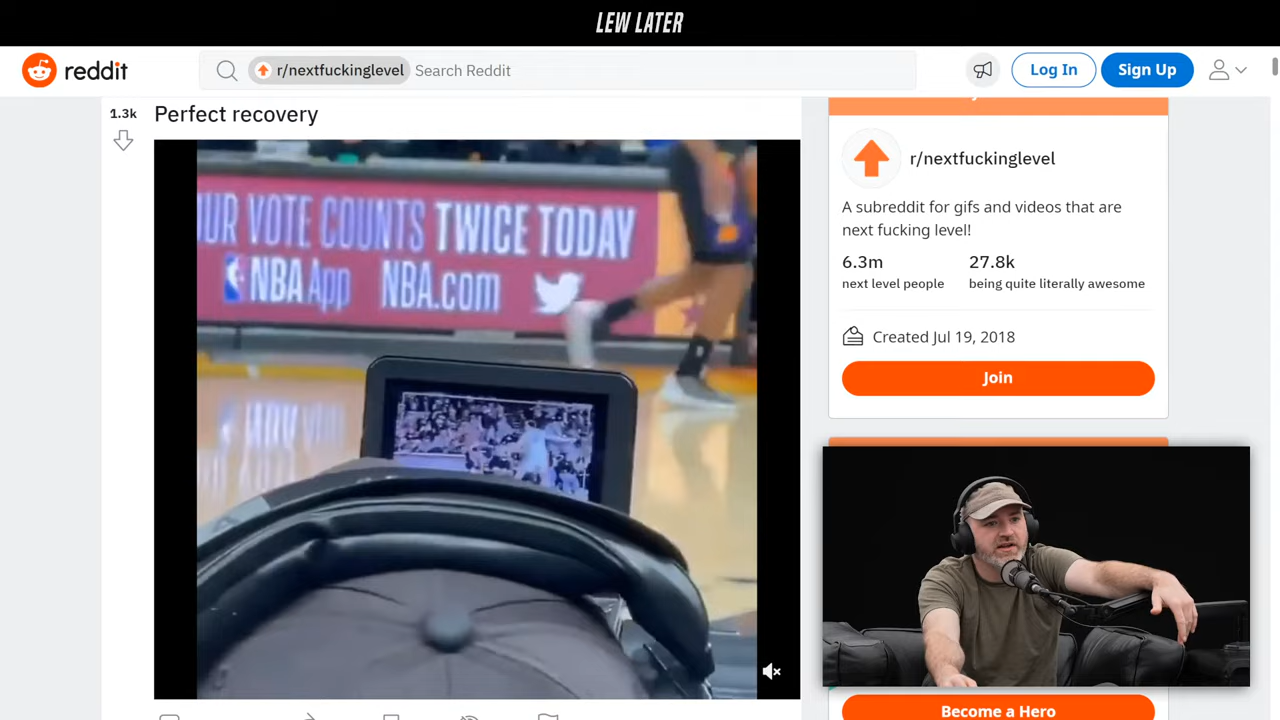 LEW LATER
reddit
r/nextfuckinglevel Search Reddit
Log In
Sign Up
1.3k
Perfect recovery
OUR VOTE COUNTS TWICE TODAY
NBA App NBA.com
r/nextfuckinglevel
A subreddit for gifs and videos that are
next fucking level!
6.3m 27.8k
next level people being quite literally awesome
Created Jul 19, 2018
Join
Become a Hero